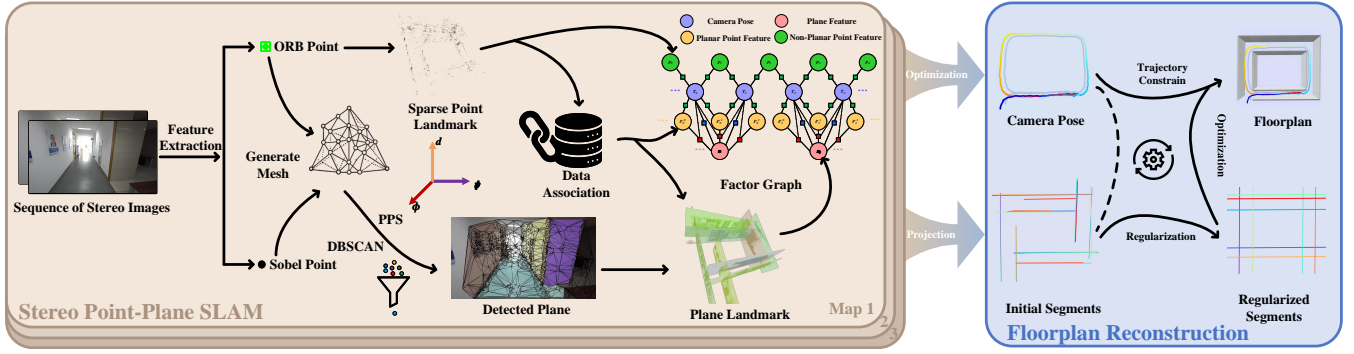 Camera Pose
Plane Feature
Planar Point Feature
Non-Planar Point Feature
ORB Point
Feature
Extraction
Sequence of Stereo Images
Generate
Mesh
Sparse Point
Landmark
d
ϕ
PPS
DBSCAN
Sobel Point
Detected Plane
Data
Association
Factor Graph
Plane Landmark
Stereo Point-Plane SLAM
Map 1
2
3
Optimization
Projection
Camera Pose
Trajectory
Constrain
Floorplan
Optimization
Regularization
Initial Segments
Regularized
Segments
Floorplan Reconstruction